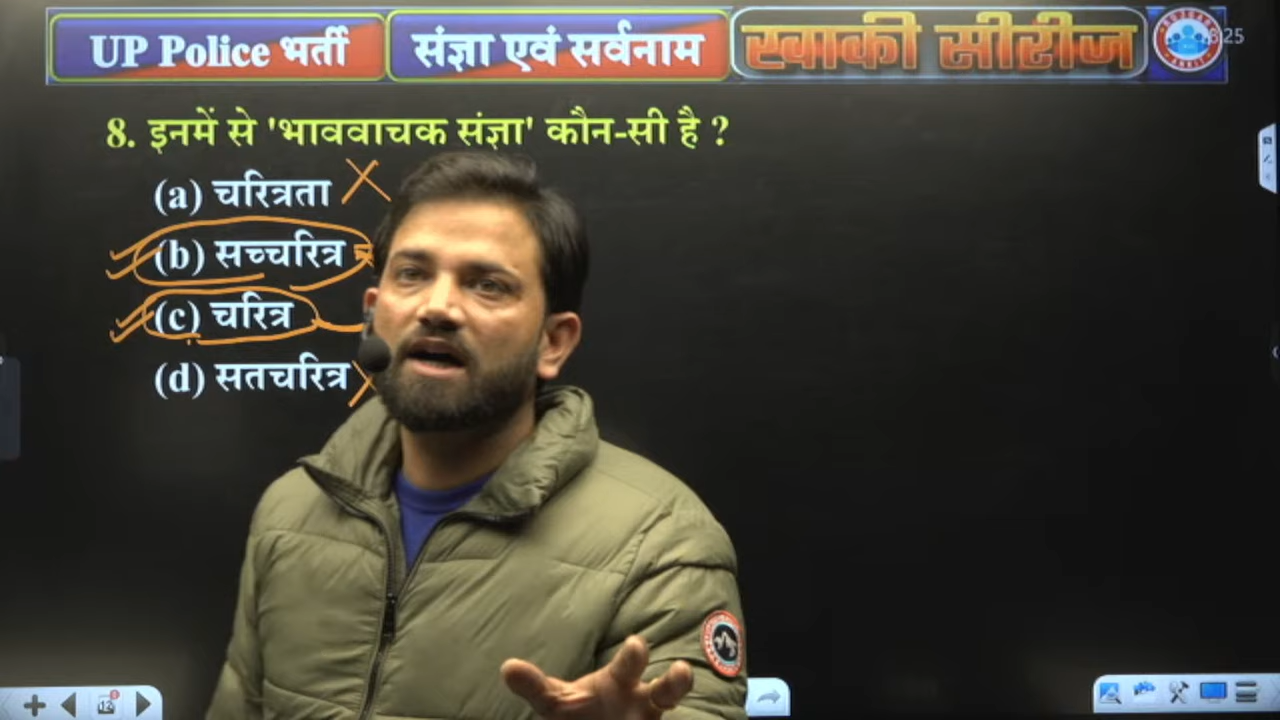 UP Police भर्ती
संज्ञा एवं सर्वनाम
खाकी सीरीज
8. इनमें से 'भाववाचक संज्ञा' कौन-सी है ?
(a) चरित्रता
(b) सच्चरित्र
(c) चरित्र
(d) सतचरित्र